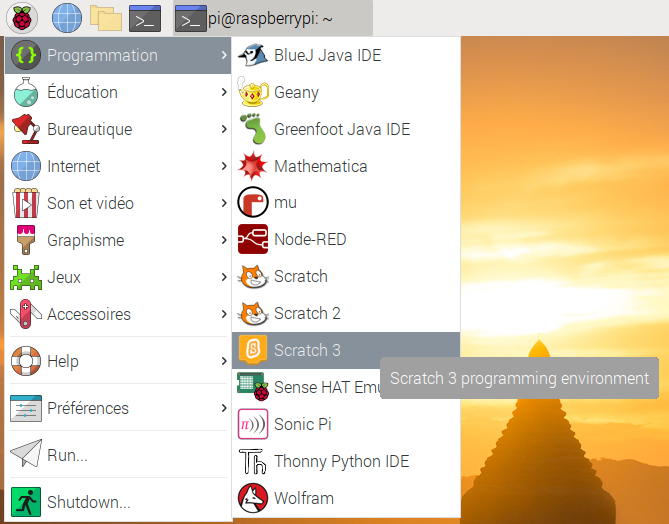 pi@raspberrypi: ~
Programmation
Éducation
Bureautique
Internet
Son et vidéo
Graphisme
Jeux
Accessoires
Help
Préférences
Run...
Shutdown...
BlueJ Java IDE
Geany
Greenfoot Java IDE
Mathematica
mu
Node-RED
Scratch
Scratch 2
Scratch 3
Scratch 3 programming environment
Sense HAT Emu
Sonic Pi
Thonny Python IDE
Wolfram